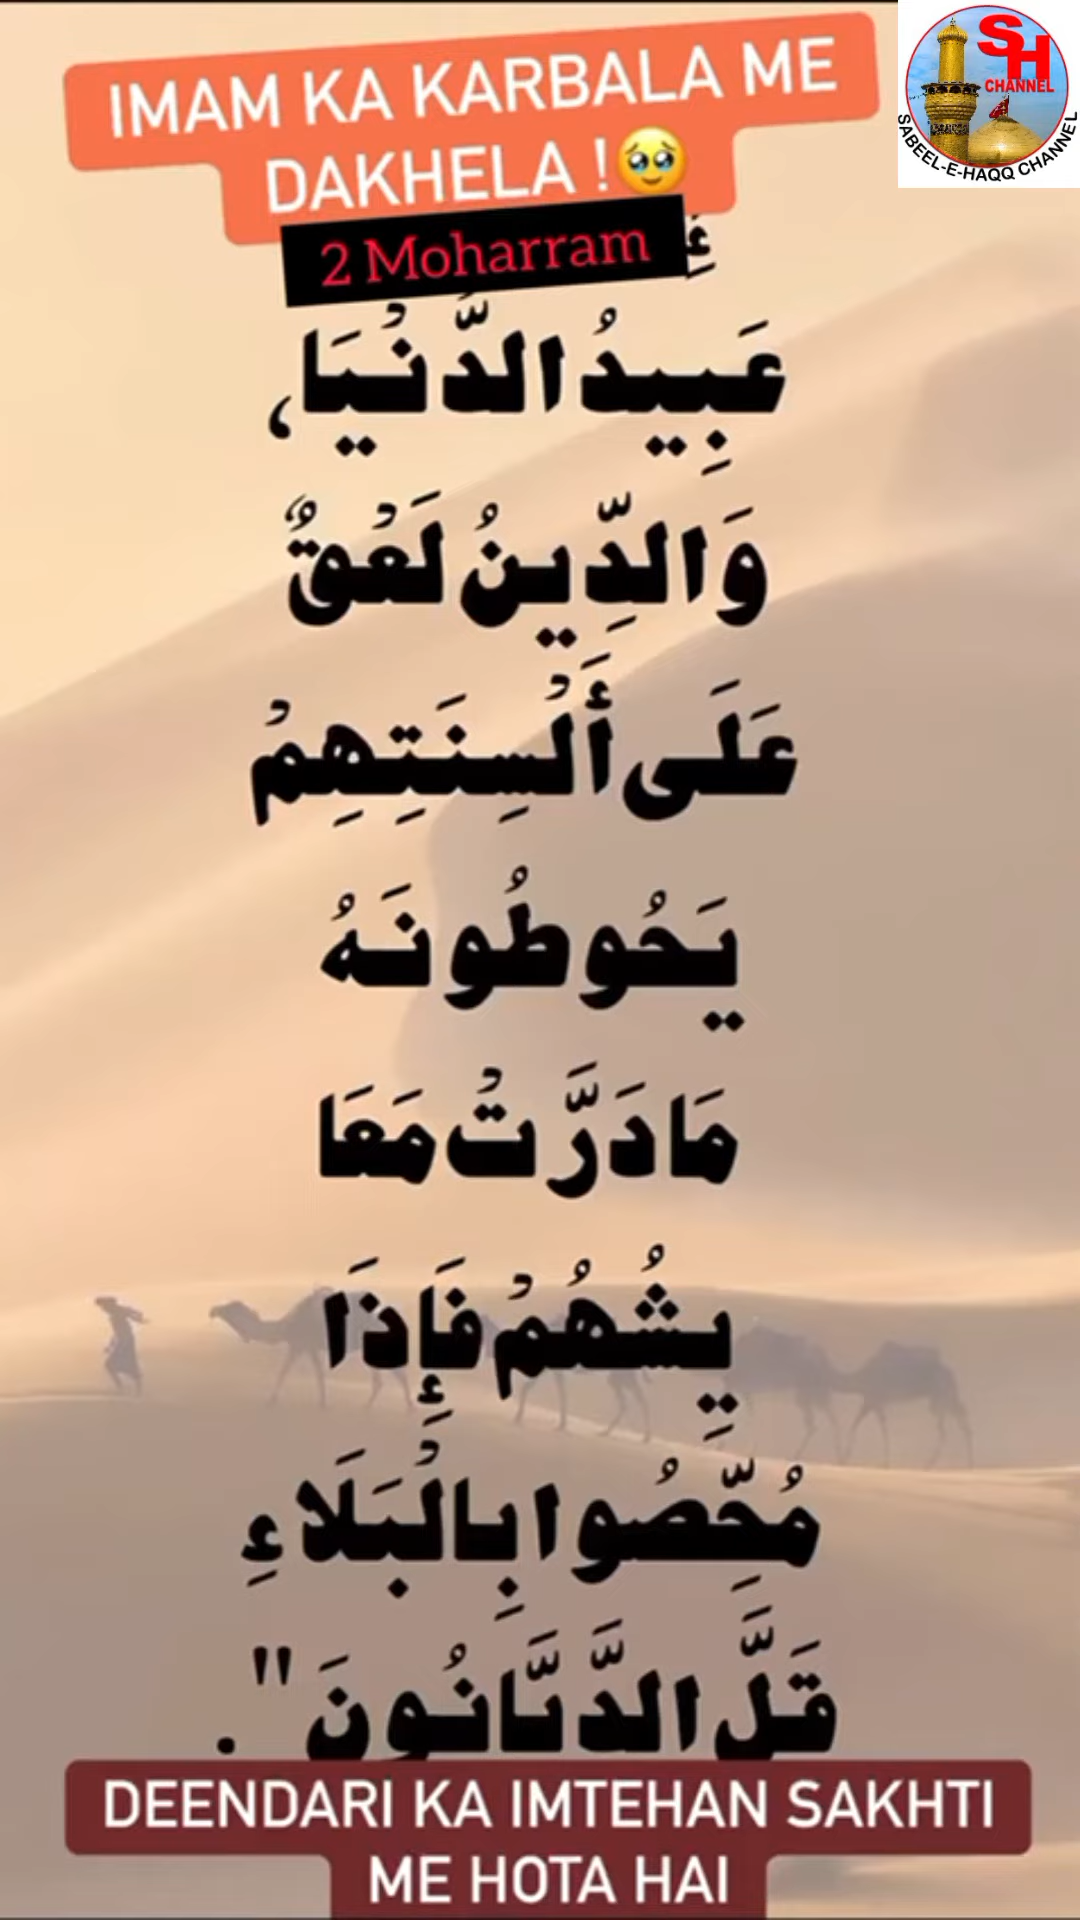 IMAM KA KARBALA ME
DAKHELA !🥹
2 Moharram
SH
CHANNEL
SABEEL-E-HAQQ CHANNEL
عَبِيدُ الدُّنْيَا،
وَالدِّينُ لَعْقٌ
عَلَى أَلْسِنَتِهِمْ
يَحُوطُونَهُ
مَا دَرَّتْ مَعَا
يِشُهُمْ فَإِذَا
مُحِّصُوا بِالْبَلَاءِ
قَلَّ الدَّيَّانُونَ".
DEENDARI KA IMTEHAN SAKHTI
ME HOTA HAI